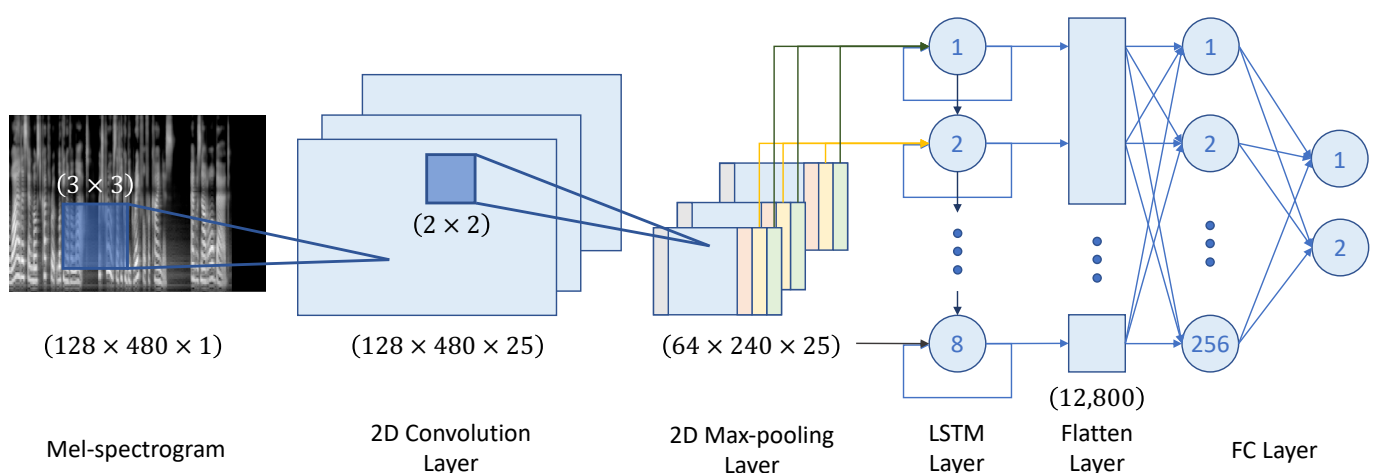 (3 × 3)
(2 × 2)
1
2
8
1
2
256
1
2
(128 × 480 × 1)
(128 × 480 × 25)
(64 × 240 × 25)
(12,800)
Mel-spectrogram
2D Convolution
Layer
2D Max-pooling
Layer
LSTM
Layer
Flatten
Layer
FC Layer